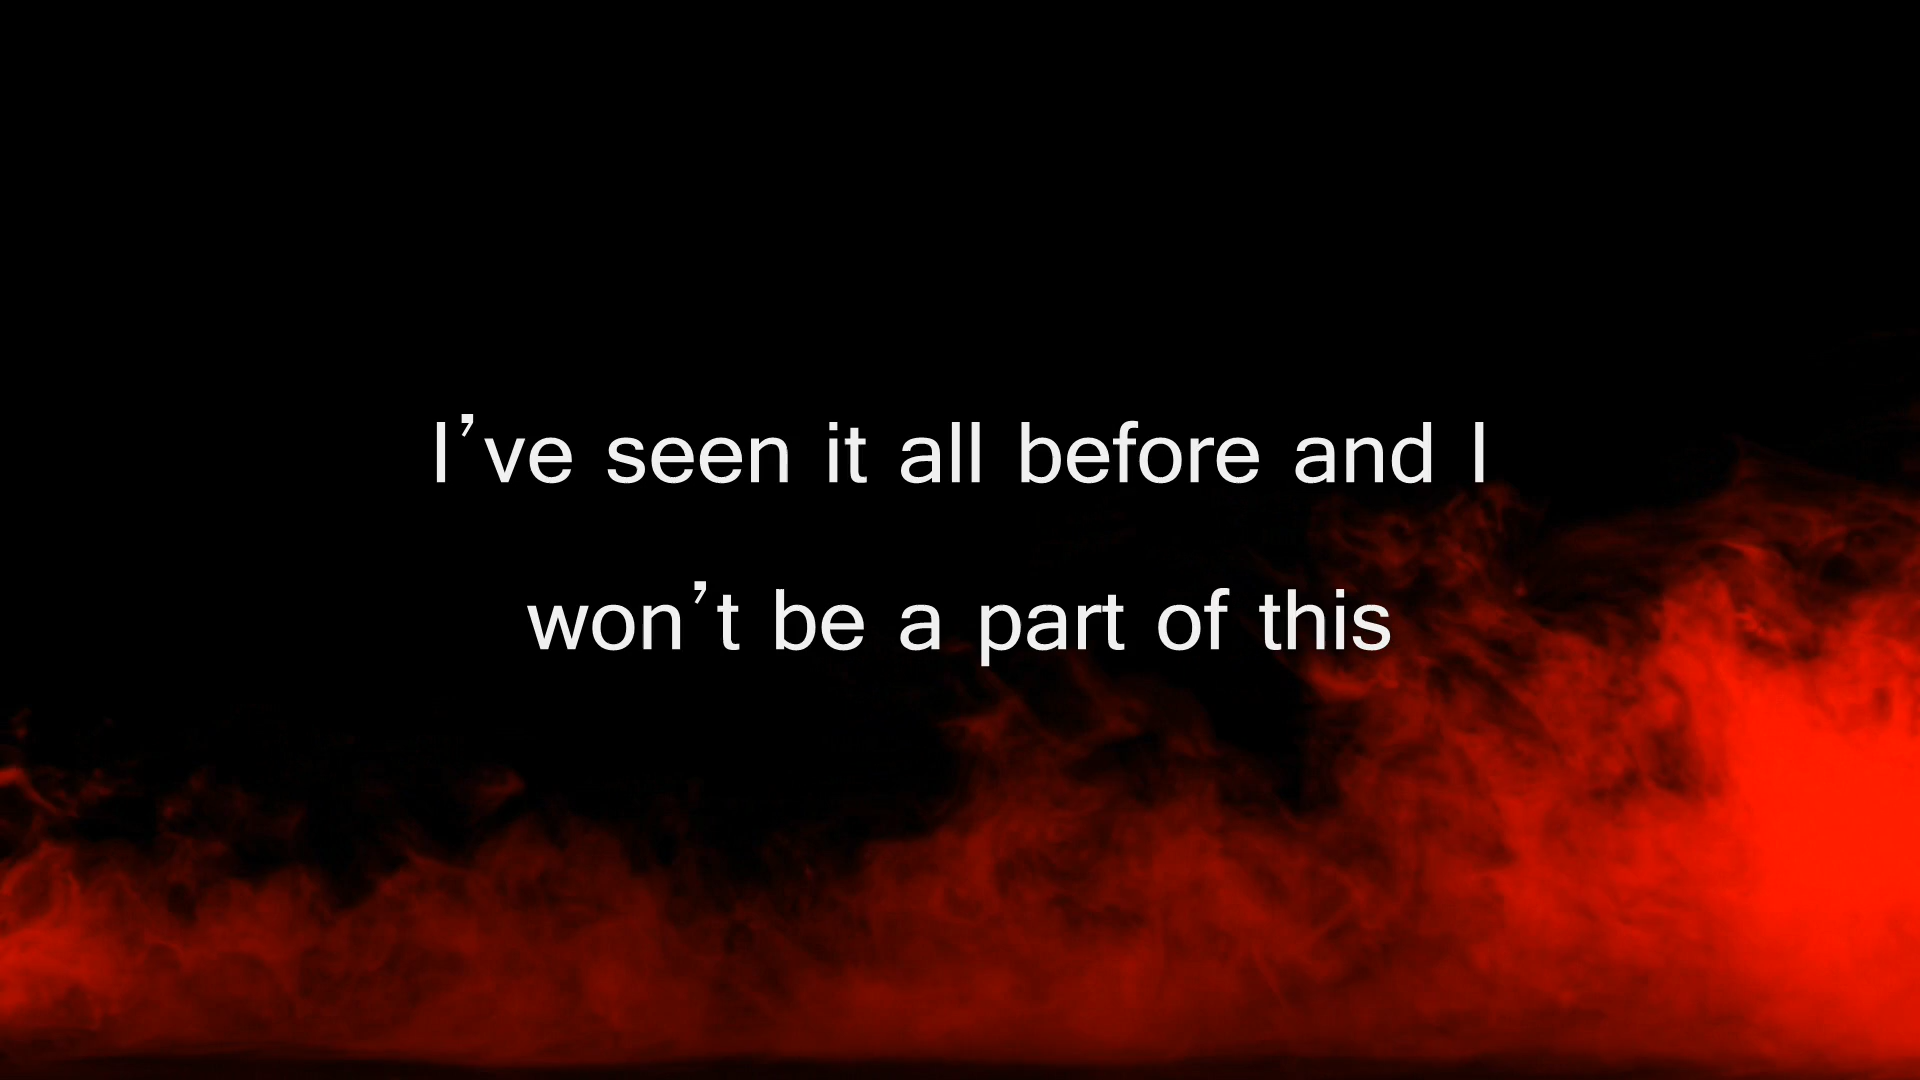 I’ve seen it all before and I
won’t be a part of this